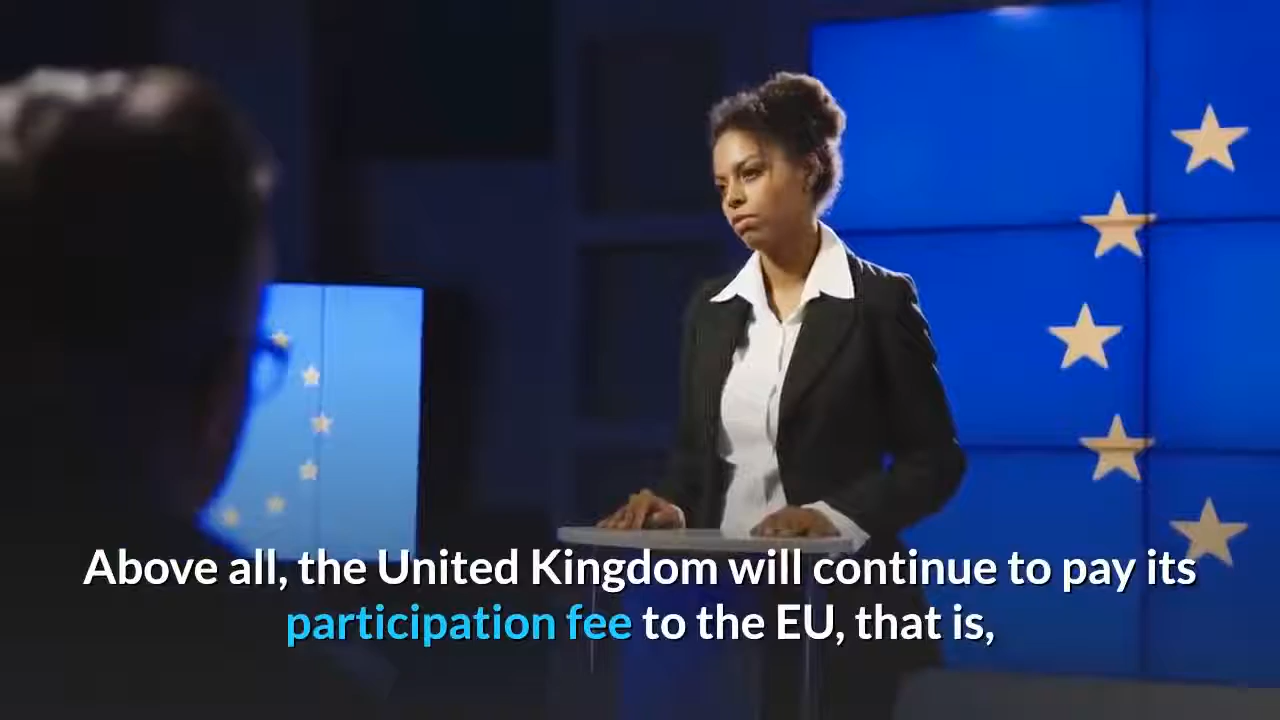 Above all, the United Kingdom will continue to pay its
participation fee to the EU, that is,